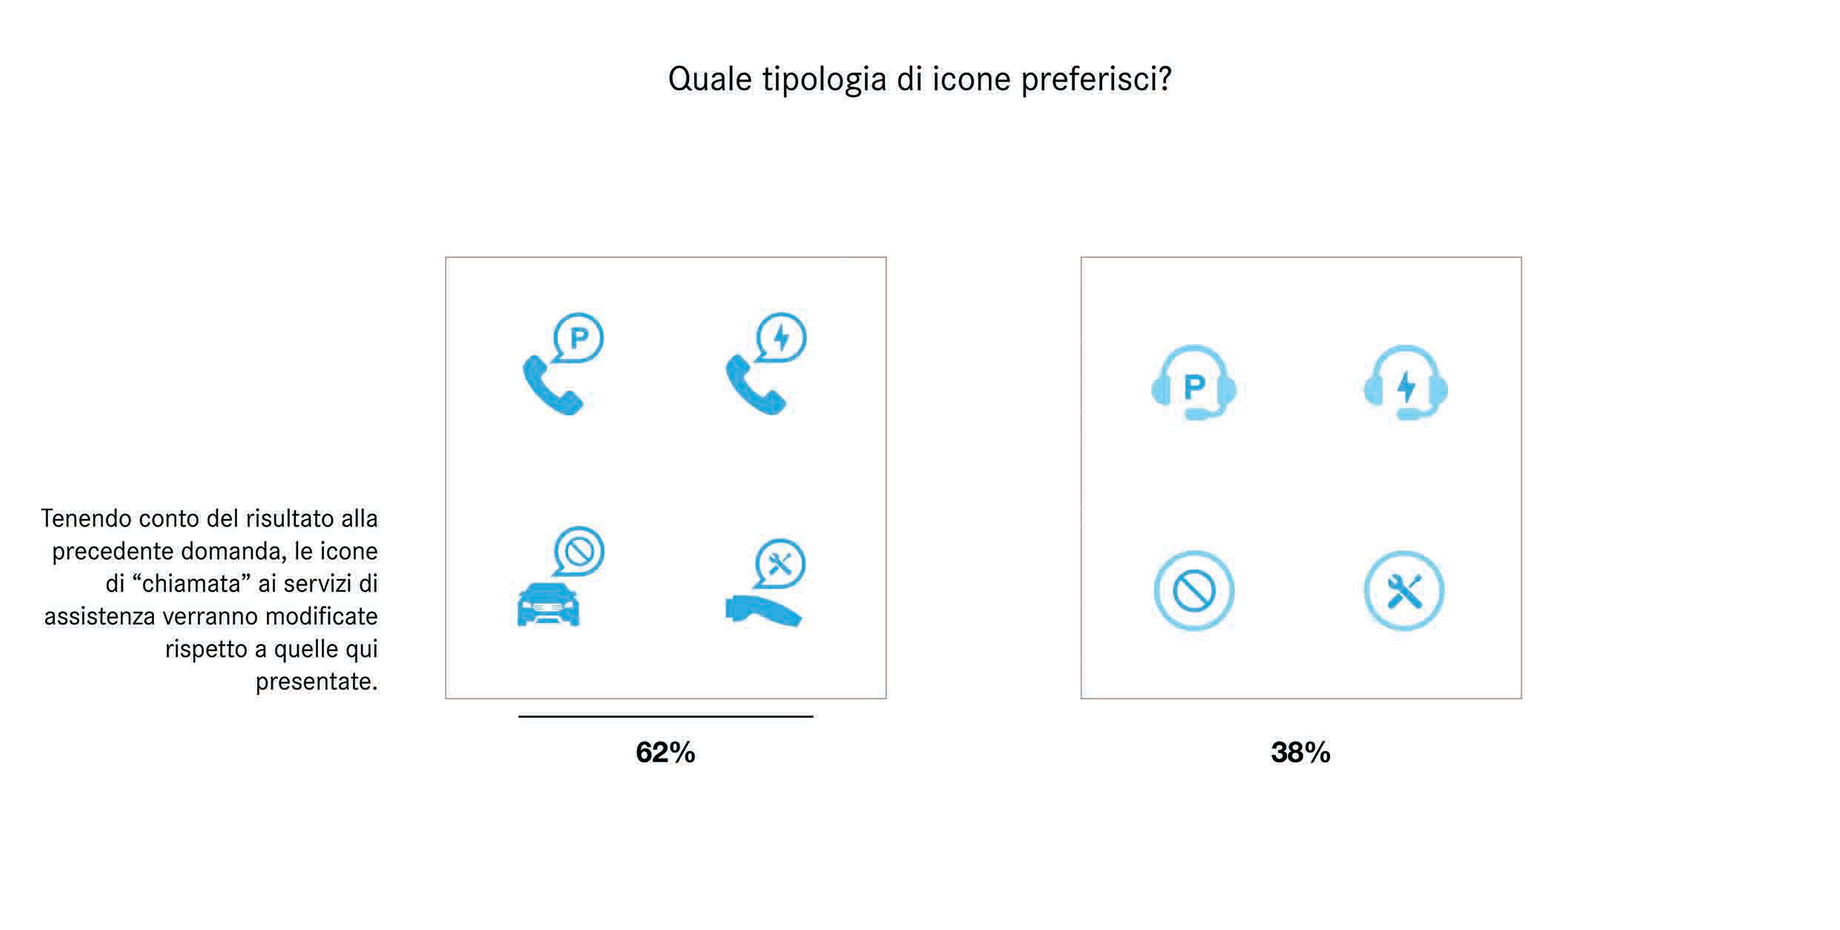 Quale tipologia di icone preferisci?
P
P
Tenendo conto del risultato alla
precedente domanda, le icone
di “chiamata” ai servizi di
assistenza verranno modificate
rispetto a quelle qui
presentate.
62%
38%